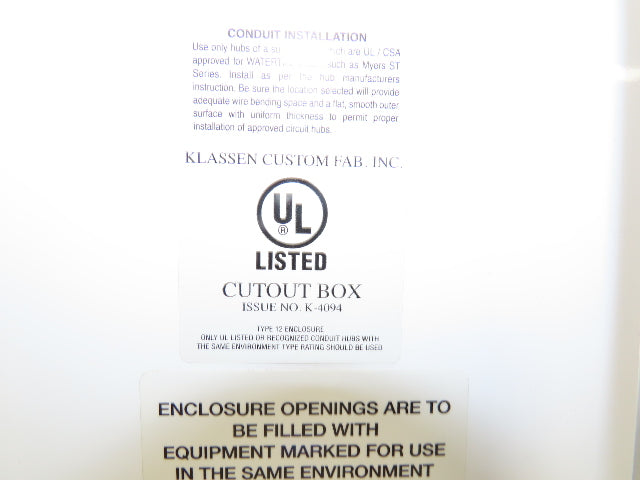 CONDUIT INSTALLATION
Use only hubs of a which are UL / CSA
approved for such as Myers ST
Series. Install as per the hub manufacturers
instruction. Be sure the location selected will provide
adequate wire bending space and a flat, smooth outer
surface with uniform thickness to permit proper
installation of approved circuit hubs.
KLASSEN CUSTOM FAB. INC.
UL
®
LISTED
CUTOUT BOX
ISSUE NO. K-4094
TYPE 12 ENCLOSURE
ONLY UL LISTED OR RECOGNIZED CONDUIT HUBS WITH
THE SAME ENVIRONMENT TYPE RATING SHOULD BE USED
ENCLOSURE OPENINGS ARE TO
BE FILLED WITH
EQUIPMENT MARKED FOR USE
IN THE SAME ENVIRONMENT